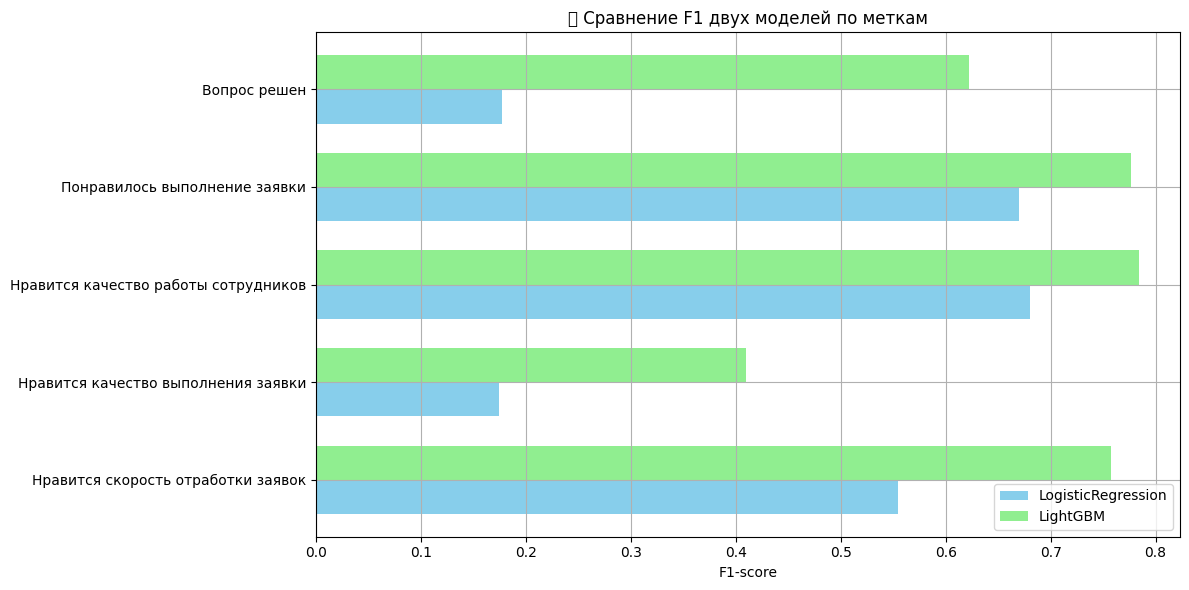 Сравнение F1 двух моделей по меткам
Вопрос решен
Понравилось выполнение заявки
Нравится качество работы сотрудников
Нравится качество выполнения заявки
Нравится скорость отработки заявок
LogisticRegression
LightGBM
0.0 0.1 0.2 0.3 0.4 0.5 0.6 0.7 0.8
F1-score